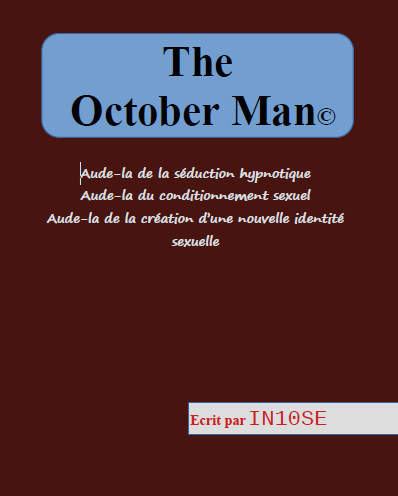 The
October Man©
Aude-la de la séduction hypnotique
Aude-la du conditionnement sexuel
Aude-la de la création d'une nouvelle identité
sexuelle
Ecrit par IN10SE